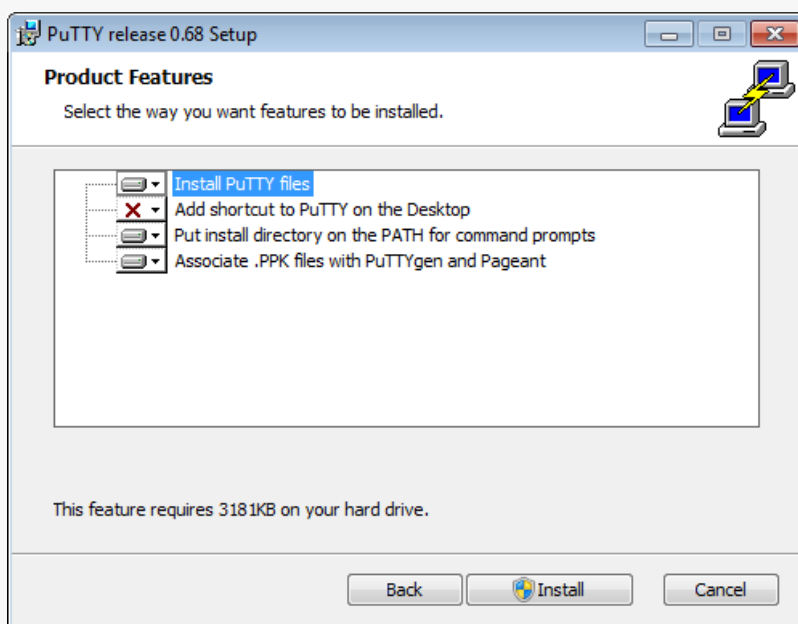 PuTTY release 0.68 Setup
Product Features
Select the way you want features to be installed.
Install PuTTY files
Add shortcut to PuTTY on the Desktop
Put install directory on the PATH for command prompts
Associate .PPK files with PuTTYgen and Pageant
This feature requires 3181KB on your hard drive.
Back Install Cancel